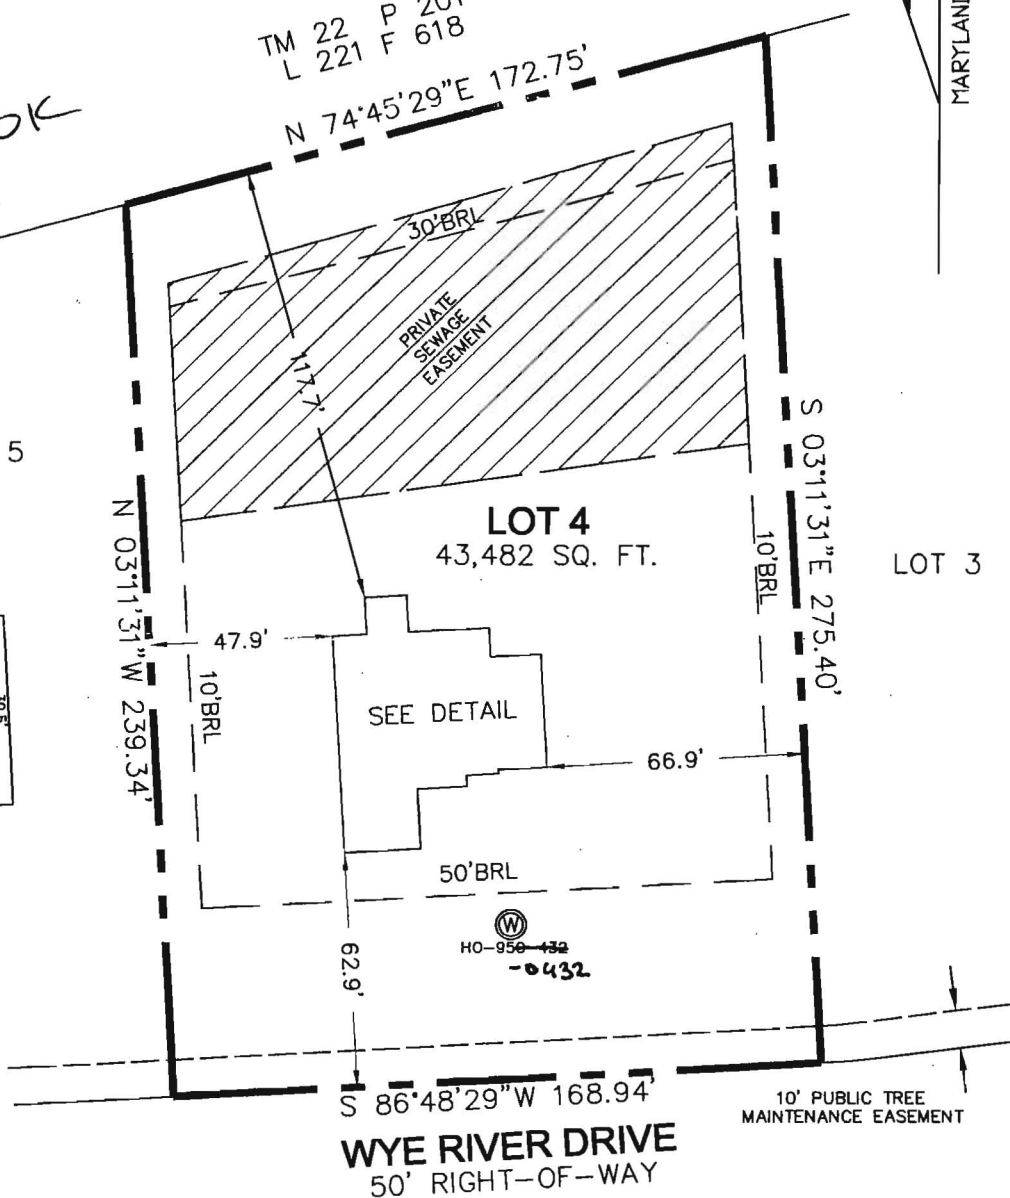 TM 22 P 201
L 221 F 618
OK
MARYLAND
N 74°45'29"E 172.75'
30'BRL
PRIVATE
SEWAGE
EASEMENT
117.7'
5
LOT 4
43,482 SQ. FT.
N 03°11'31"W 239.34'
S 03°11'31"E 275.40'
10'BRL
LOT 3
47.9'
10'BRL
SEE DETAIL
66.9'
50'BRL
W
HO-950-432
-0432
62.9'
S 86°48'29"W 168.94'
10' PUBLIC TREE
MAINTENANCE EASEMENT
WYE RIVER DRIVE
50' RIGHT-OF-WAY